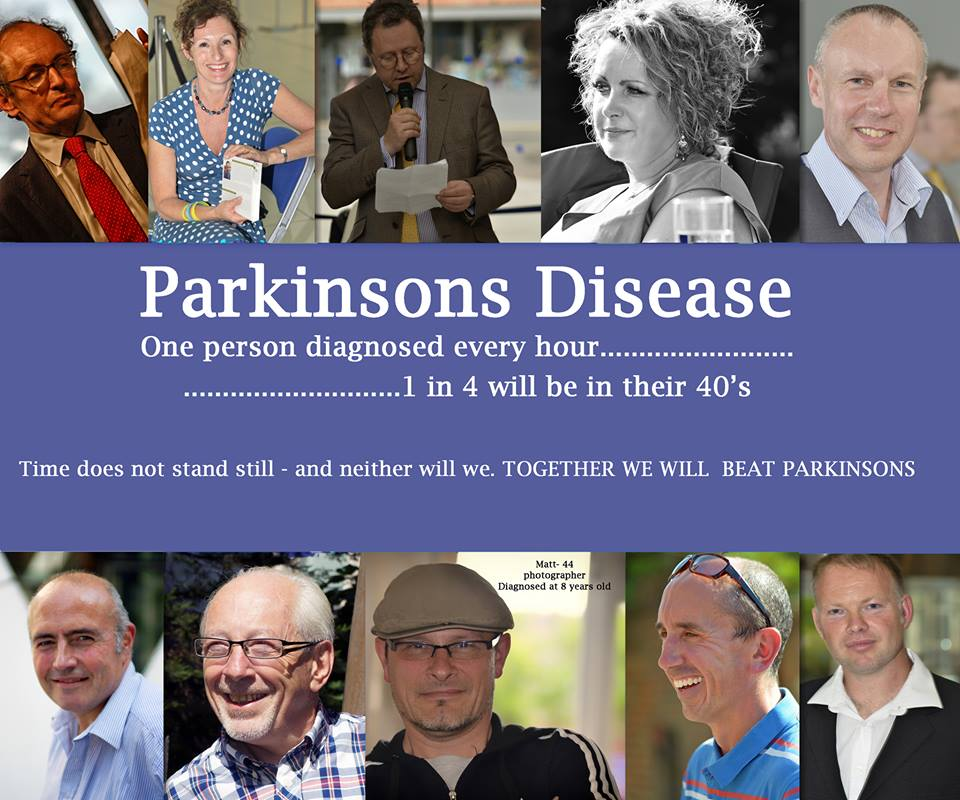 Parkinsons Disease
One person diagnosed every hour.........................
............................1 in 4 will be in their 40's
Time does not stand still - and neither will we. TOGETHER WE WILL BEAT PARKINSONS
Matt- 44
photographer
Diagnosed at 8 years old